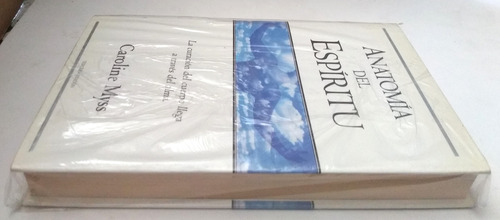 ANATOMÍA
DEL
ESPÍRITU
La curación del cuerpo llega
a través del alma
Caroline Myss